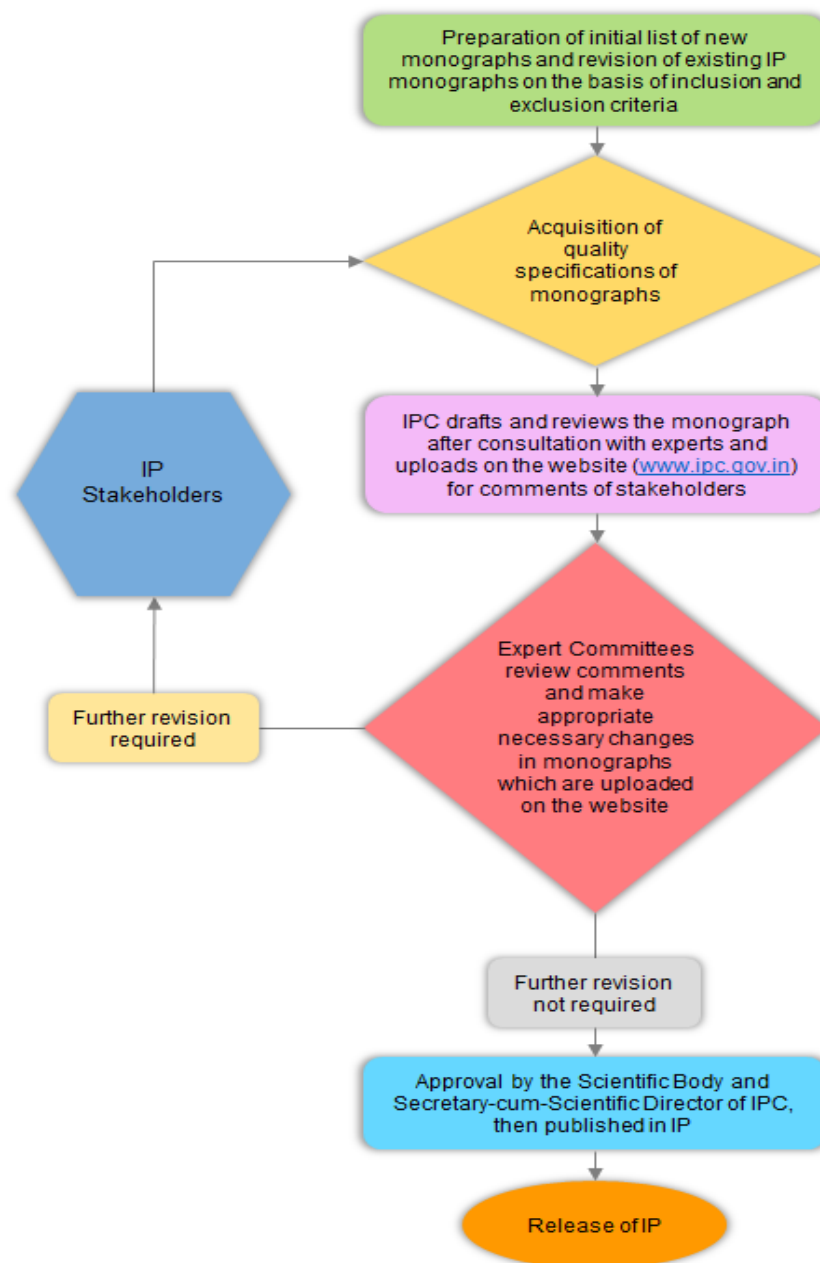 Preparation of initial list of new
monographs and revision of existing IP
monographs on the basis of inclusion and
exclusion criteria
Acquisition of
quality
specifications of
monographs
IPC drafts and reviews the monograph
after consultation with experts and
uploads on the website (www.ipc.gov.in)
for comments of stakeholders
IP
Stakeholders
Expert Committees
review comments
and make
appropriate
necessary changes
in monographs
which are uploaded
on the website
Further revision
required
Further revision
not required
Approval by the Scientific Body and
Secretary-cum-Scientific Director of IPC,
then published in IP
Release of IP